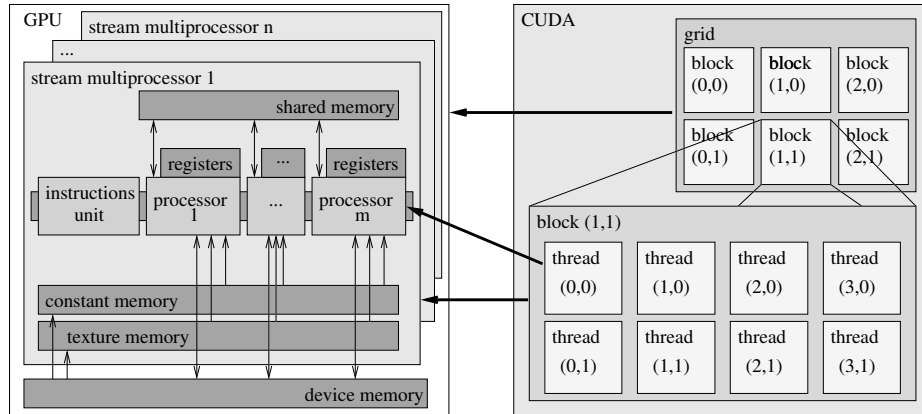 GPU
stream multiprocessor n
...
stream multiprocessor 1
shared memory
registers
...
registers
instructions
unit
processor
1
...
processor
m
constant memory
texture memory
device memory
CUDA
grid
block
(0,0)
block
(1,0)
block
(2,0)
block
(0,1)
block
(1,1)
block
(2,1)
block (1,1)
thread
(0,0)
thread
(1,0)
thread
(2,0)
thread
(3,0)
thread
(0,1)
thread
(1,1)
thread
(2,1)
thread
(3,1)